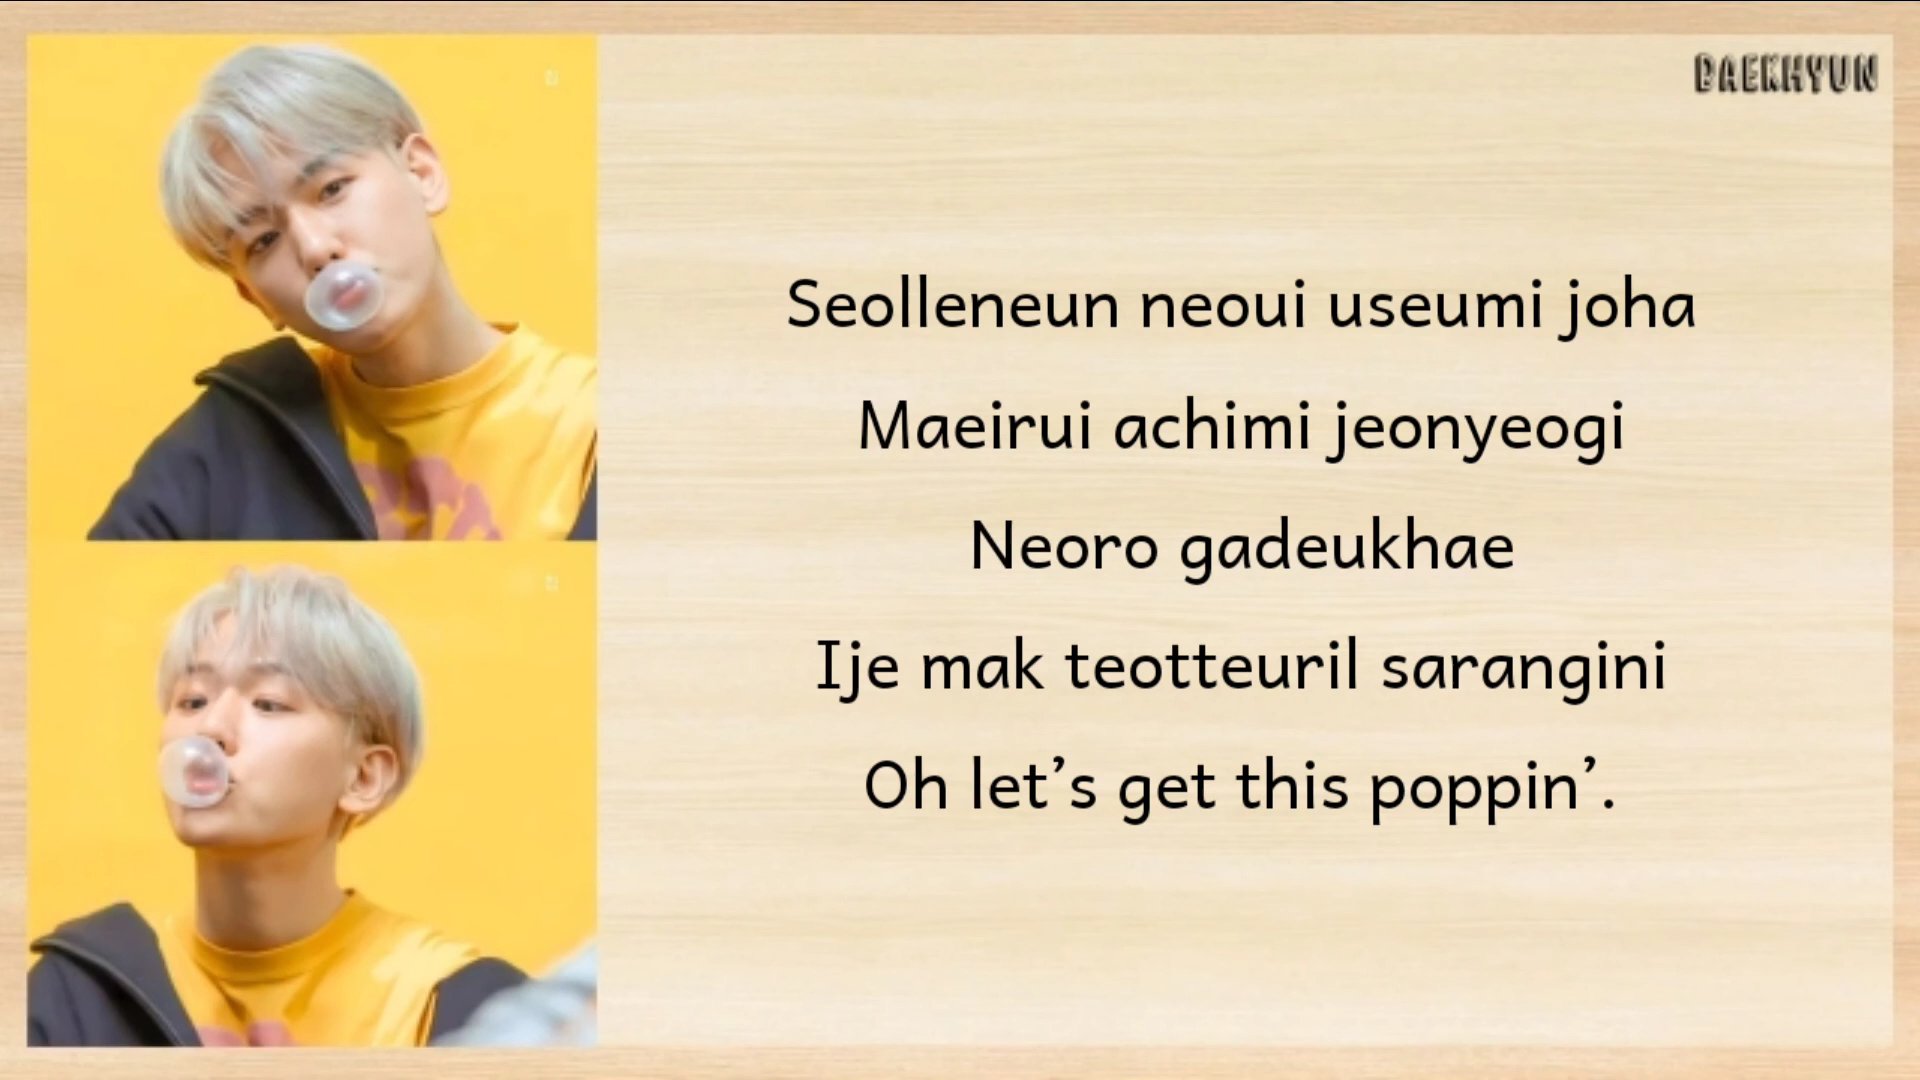 BAEKHYUN
Seolleneun neoui useumi joha
Maeirui achimi jeonyeogi
Neoro gadeukhae
Ije mak teotteuril sarangini
Oh let’s get this poppin’.